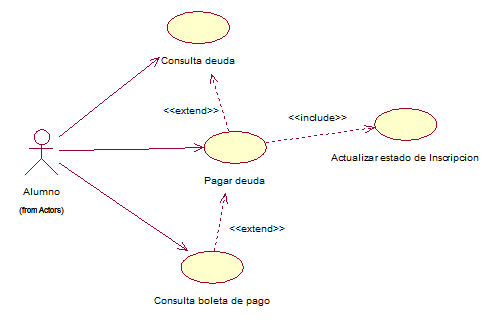 Consulta deuda
<<extend>>
<<include>>
Actualizar estado de Inscripcion
Pagar deuda
Alumno
(from Actors)
<<extend>>
Consulta boleta de pago